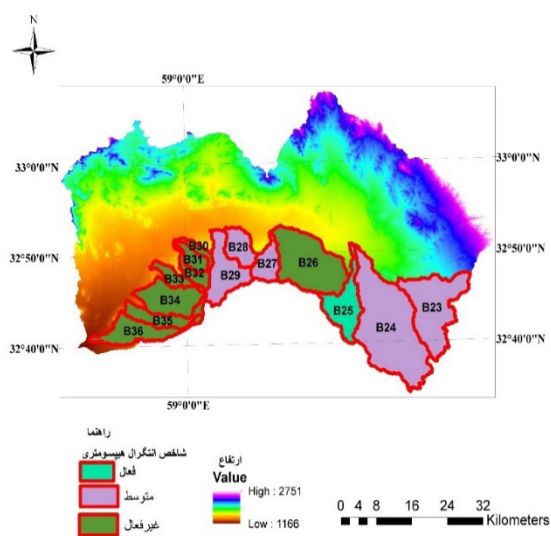 N
59°0'0"E
33°0'0"N
33°0'0"N
32°50'0"N
32°50'0"N
32°40'0"N
32°40'0"N
B30
B31
B32
B33
B34
B35
B36
B28
B29
B27
B26
B25
B24
B23
59°0'0"E
راهنما
شاخص انتگرال هیپسومتری
فعال
متوسط
غیرفعال
ارتفاع
Value
High : 2751
Low : 1166
0 4 8 16 24 32
Kilometers